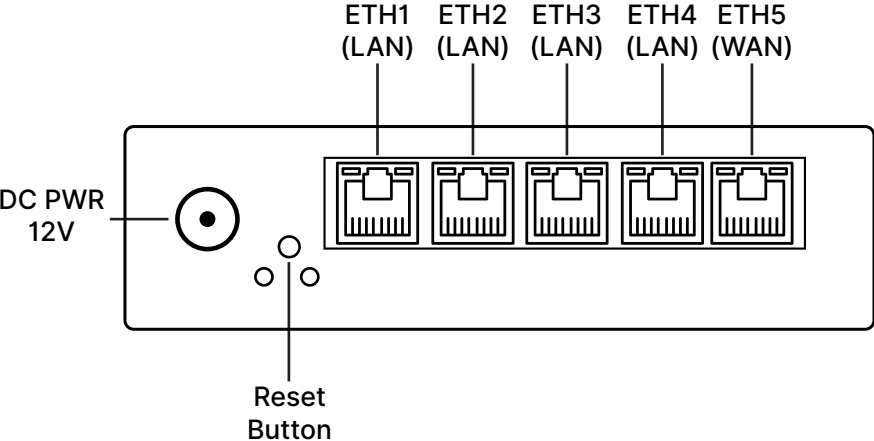 ETH1 ETH2 ETH3 ETH4 ETH5
(LAN) (LAN) (LAN) (LAN) (WAN)
DC PWR
12V
Reset
Button